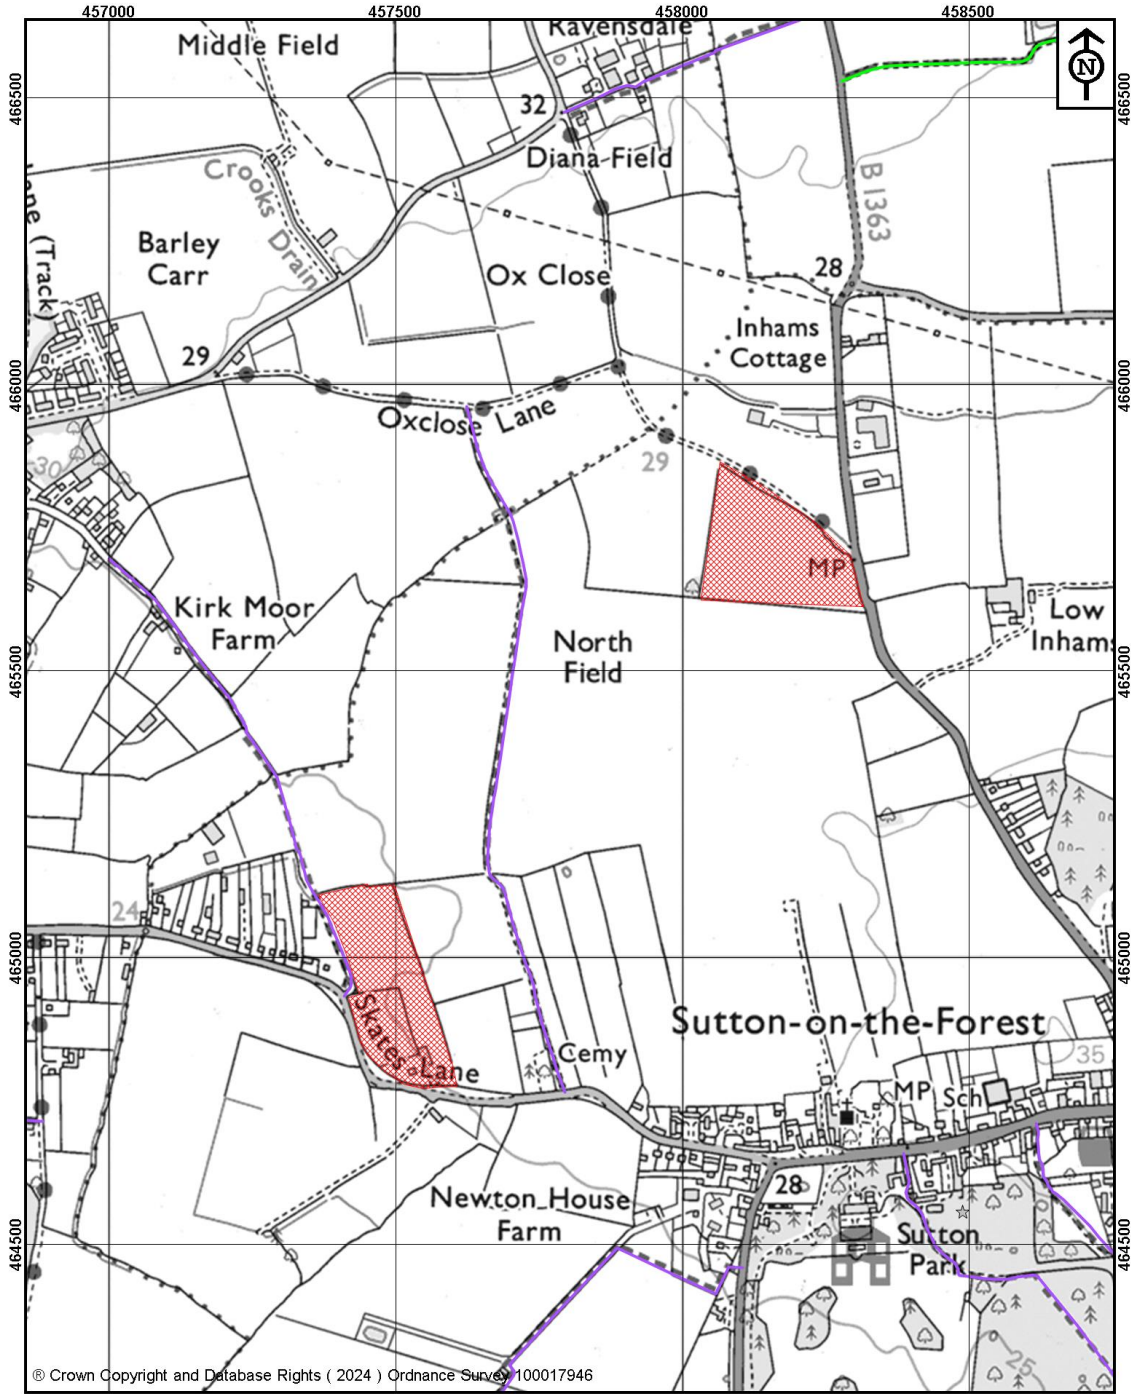 457000
457500
458000
458500
Middle Field
Ravensdale
N
466500
466500
32
Diana Field
Crooks Drain
B 1363
(Track)
Barley
Carr
Ox Close
28
Inhams
Cottage
29
466000
466000
Oxclose Lane
29
30
MP
Kirk Moor
Farm
North
Field
Low
Inhams
465500
465500
24
465000
465000
Skates Lane
Sutton-on-the-Forest
Cemy
35
MP
Sch
28
Newton House
Farm
Sutton
Park
464500
464500
25
® Crown Copyright and Database Rights ( 2024 ) Ordnance Survey 100017946